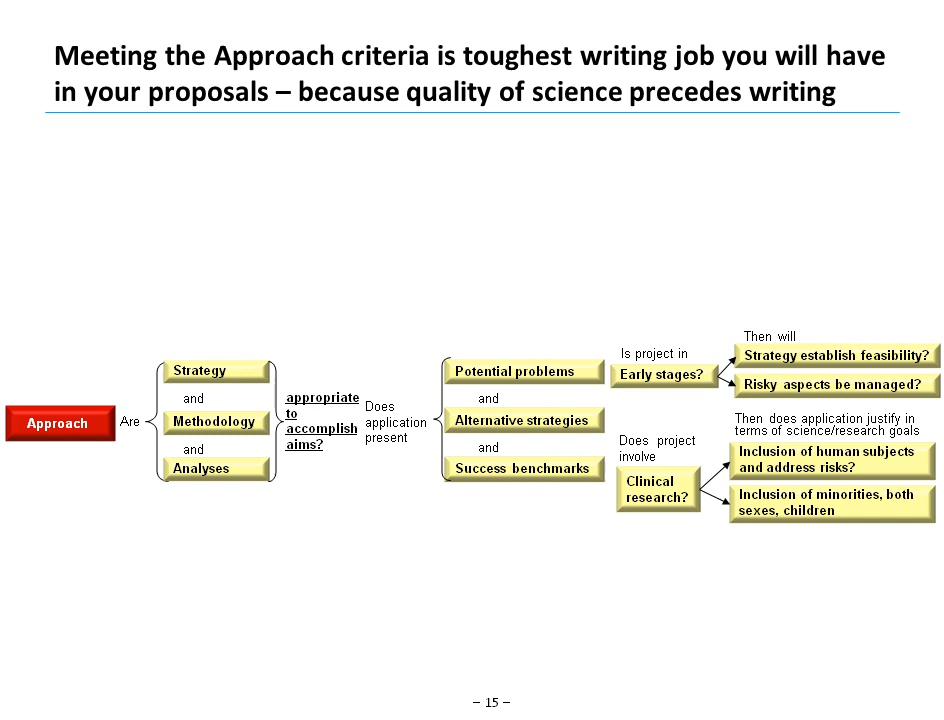 Meeting the Approach criteria is toughest writing job you will have
in your proposals – because quality of science precedes writing
Approach
Are
Strategy
and
Methodology
and
Analyses
appropriate
to
accomplish
aims?
Does
application
present
Potential problems
and
Alternative strategies
and
Success benchmarks
Is project in
Early stages?
Then will
Strategy establish feasibility?
Risky aspects be managed?
Does project
involve
Clinical
research?
Then does application justify in
terms of science/research goals
Inclusion of human subjects
and address risks?
Inclusion of minorities, both
sexes, children
– 15 –